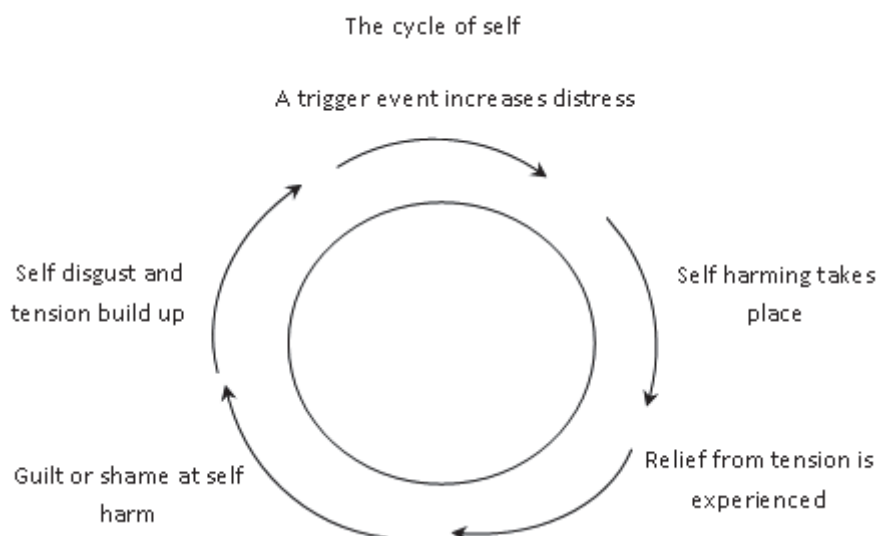 The cycle of self
A trigger event increases distress
Self harming takes
place
Relief from tension is
experienced
Guilt or shame at self
harm
Self disgust and
tension build up